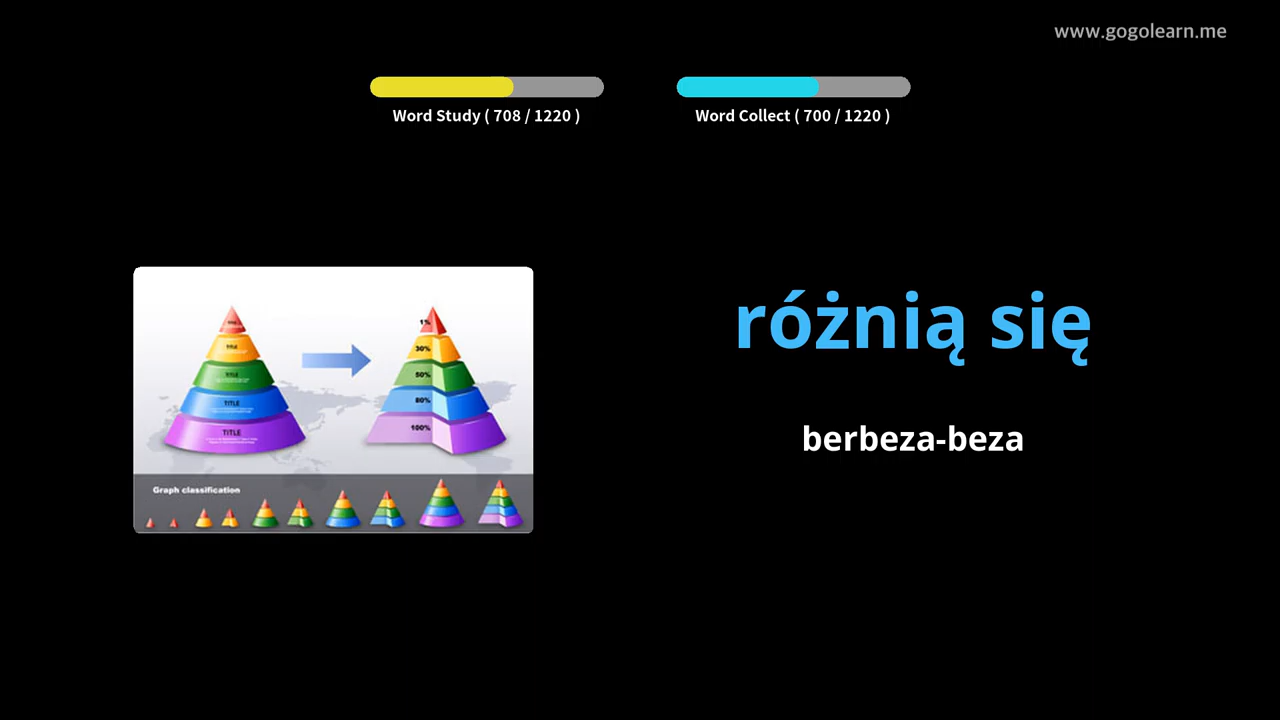 www.gogolearn.me
Word Study ( 708 / 1220 )
Word Collect ( 700 / 1220 )
różnią się
berbeza-beza
TITLE
TITLE
TITLE
TITLE
TITLE
1%
30%
50%
80%
100%
Graph classification